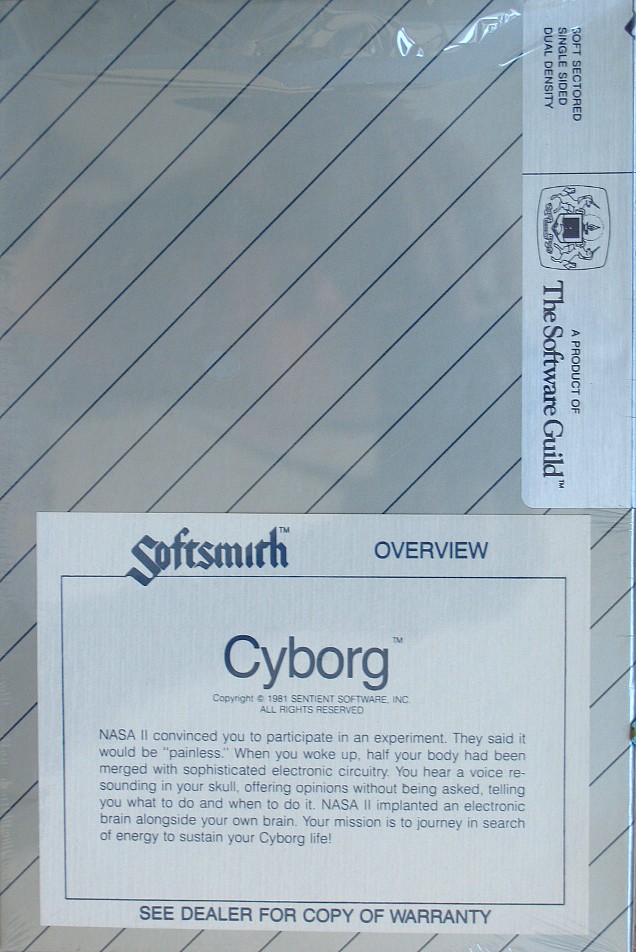 SOFT SECTORED
SINGLE SIDED
DUAL DENSITY
A PRODUCT OF
The Software Guild™
Softsmith™
OVERVIEW
Cyborg™
Copyright © 1981 SENTIENT SOFTWARE, INC.
ALL RIGHTS RESERVED
NASA II convinced you to participate in an experiment. They said it
would be "painless." When you woke up, half your body had been
merged with sophisticated electronic circuitry. You hear a voice re-
sounding in your skull, offering opinions without being asked, telling
you what to do and when to do it. NASA II implanted an electronic
brain alongside your own brain. Your mission is to journey in search
of energy to sustain your Cyborg life!
SEE DEALER FOR COPY OF WARRANTY